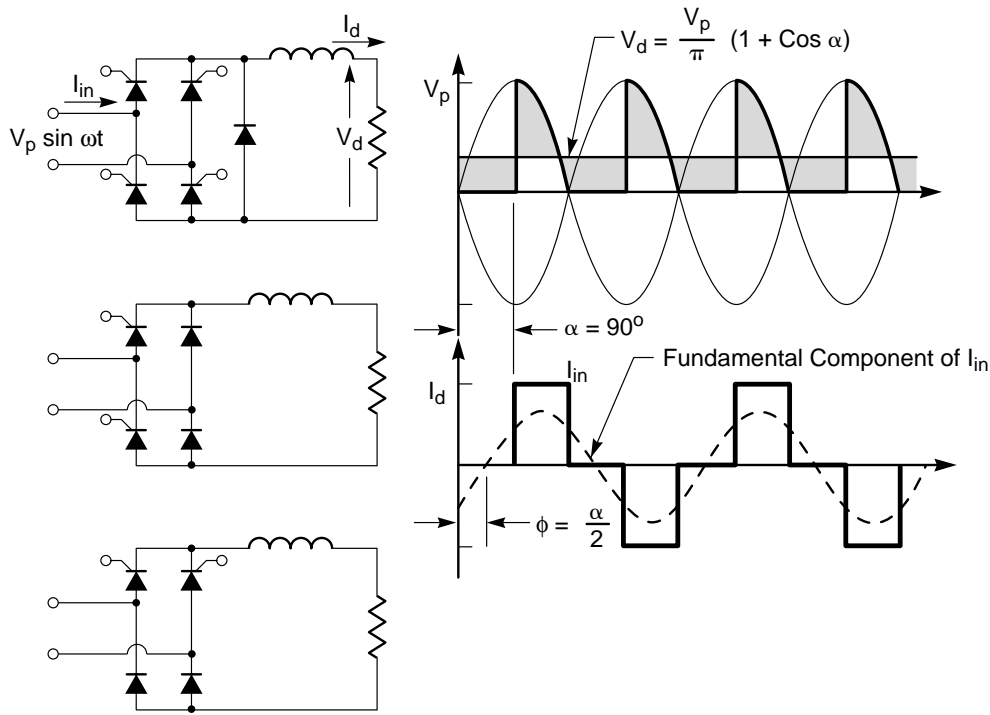 I_d
I_in
V_p sin ωt
V_d
V_d = V_p/π (1 + Cos α)
V_p
α = 90°
Fundamental Component of I_in
I_in
I_d
ϕ = α/2